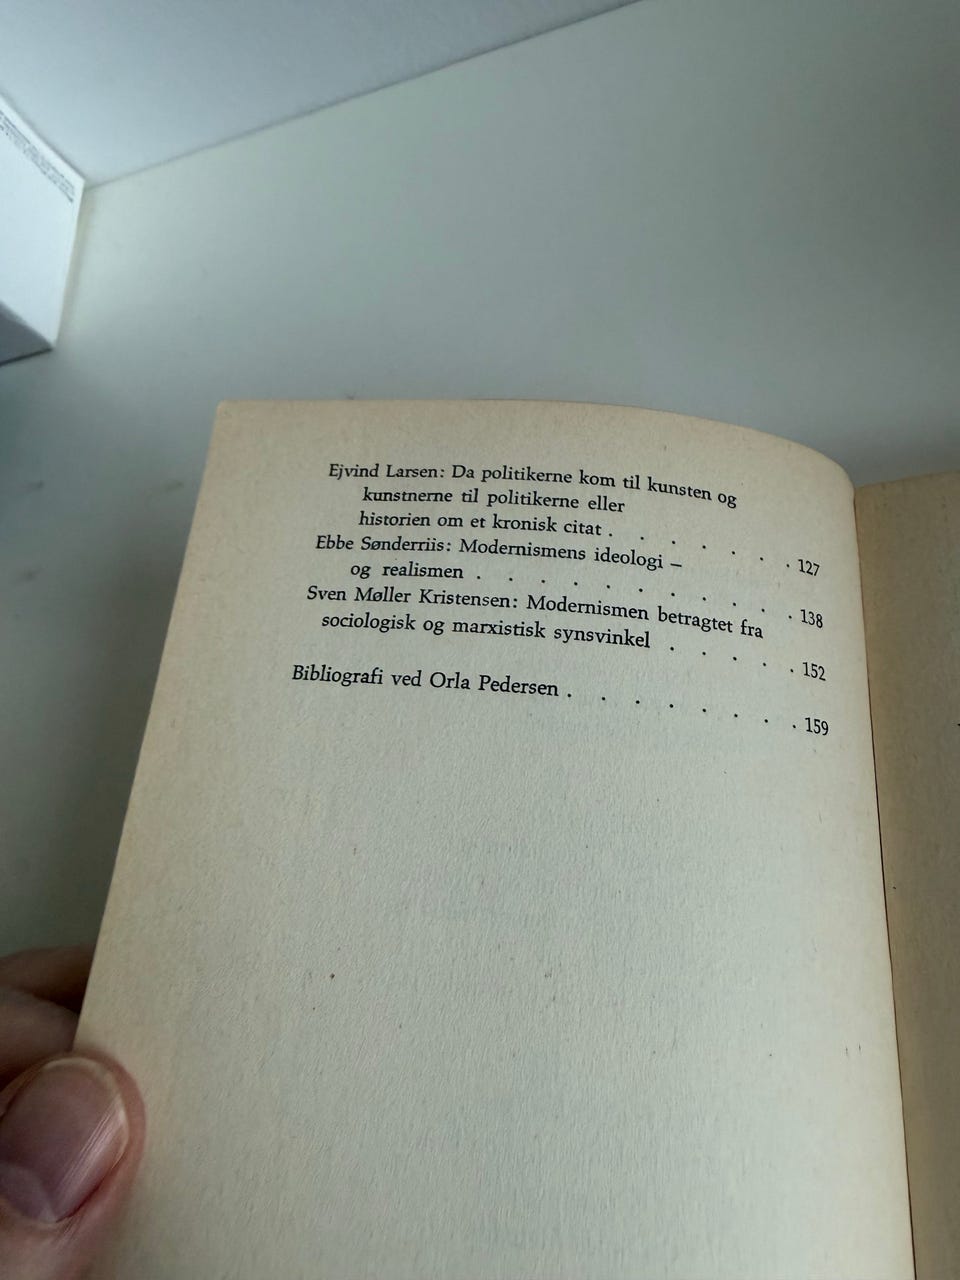 Ejvind Larsen: Da politikerne kom til kunsten og
kunstnerne til politikerne eller
historien om et kronisk citat . . . . . . . 127
Ebbe Sønderriis: Modernismens ideologi –
og realismen . . . . . . . . . . 138
Sven Møller Kristensen: Modernismen betragtet fra
sociologisk og marxistisk synsvinkel . . . . . 152
Bibliografi ved Orla Pedersen . . . . . . . . 159